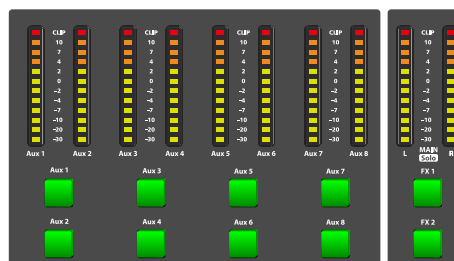 CLIP CLIP CLIP CLIP CLIP
10 10 10 10 10
7 7 7 7 7
4 4 4 4 4
2 2 2 2 2
0 0 0 0 0
−2 −2 −2 −2 −2
−4 −4 −4 −4 −4
−7 −7 −7 −7 −7
−10 −10 −10 −10 −10
−20 −20 −20 −20 −20
−30 −30 −30 −30 −30
Aux 1 Aux 2 Aux 3 Aux 4 Aux 5 Aux 6 Aux 7 Aux 8 L MAIN R
Solo
Aux 1 Aux 3 Aux 5 Aux 7 FX 1
Aux 2 Aux 4 Aux 6 Aux 8 FX 2